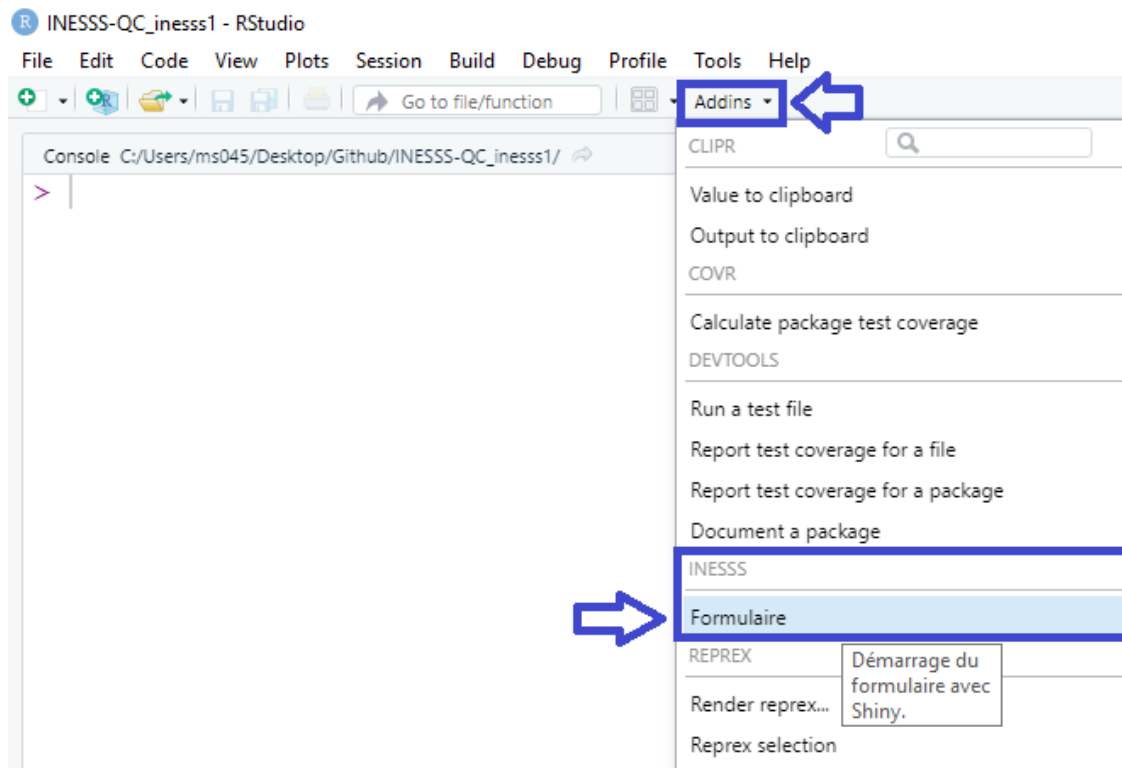 R INESSS-QC_inesss1 - RStudio
File Edit Code View Plots Session Build Debug Profile Tools Help
R Go to file/function Addins
Console C:/Users/ms045/Desktop/Github/INESSS-QC_inesss1/
>
CLIPR
Value to clipboard
Output to clipboard
COVR
Calculate package test coverage
DEVTOOLS
Run a test file
Report test coverage for a file
Report test coverage for a package
Document a package
INESSS
Formulaire
REPREX
Démarrage du
formulaire avec
Shiny.
Render reprex...
Reprex selection